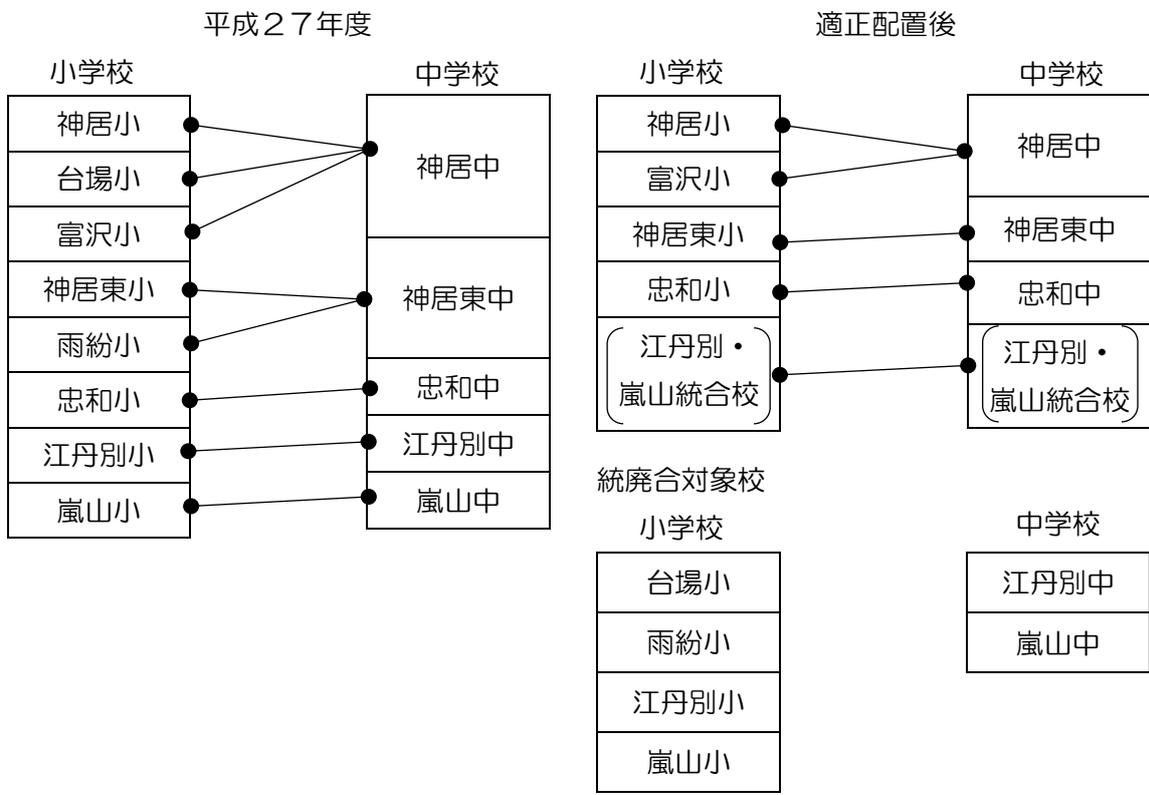 平成２７年度
小学校
中学校
神居小
台場小
富沢小
神居東小
雨紛小
忠和小
江丹別小
嵐山小
神居中
神居東中
忠和中
江丹別中
嵐山中
適正配置後
小学校
中学校
神居小
富沢小
神居東小
忠和小
江丹別・
嵐山統合校
神居中
神居東中
忠和中
江丹別・
嵐山統合校
統廃合対象校
小学校
中学校
台場小
雨紛小
江丹別小
嵐山小
江丹別中
嵐山中